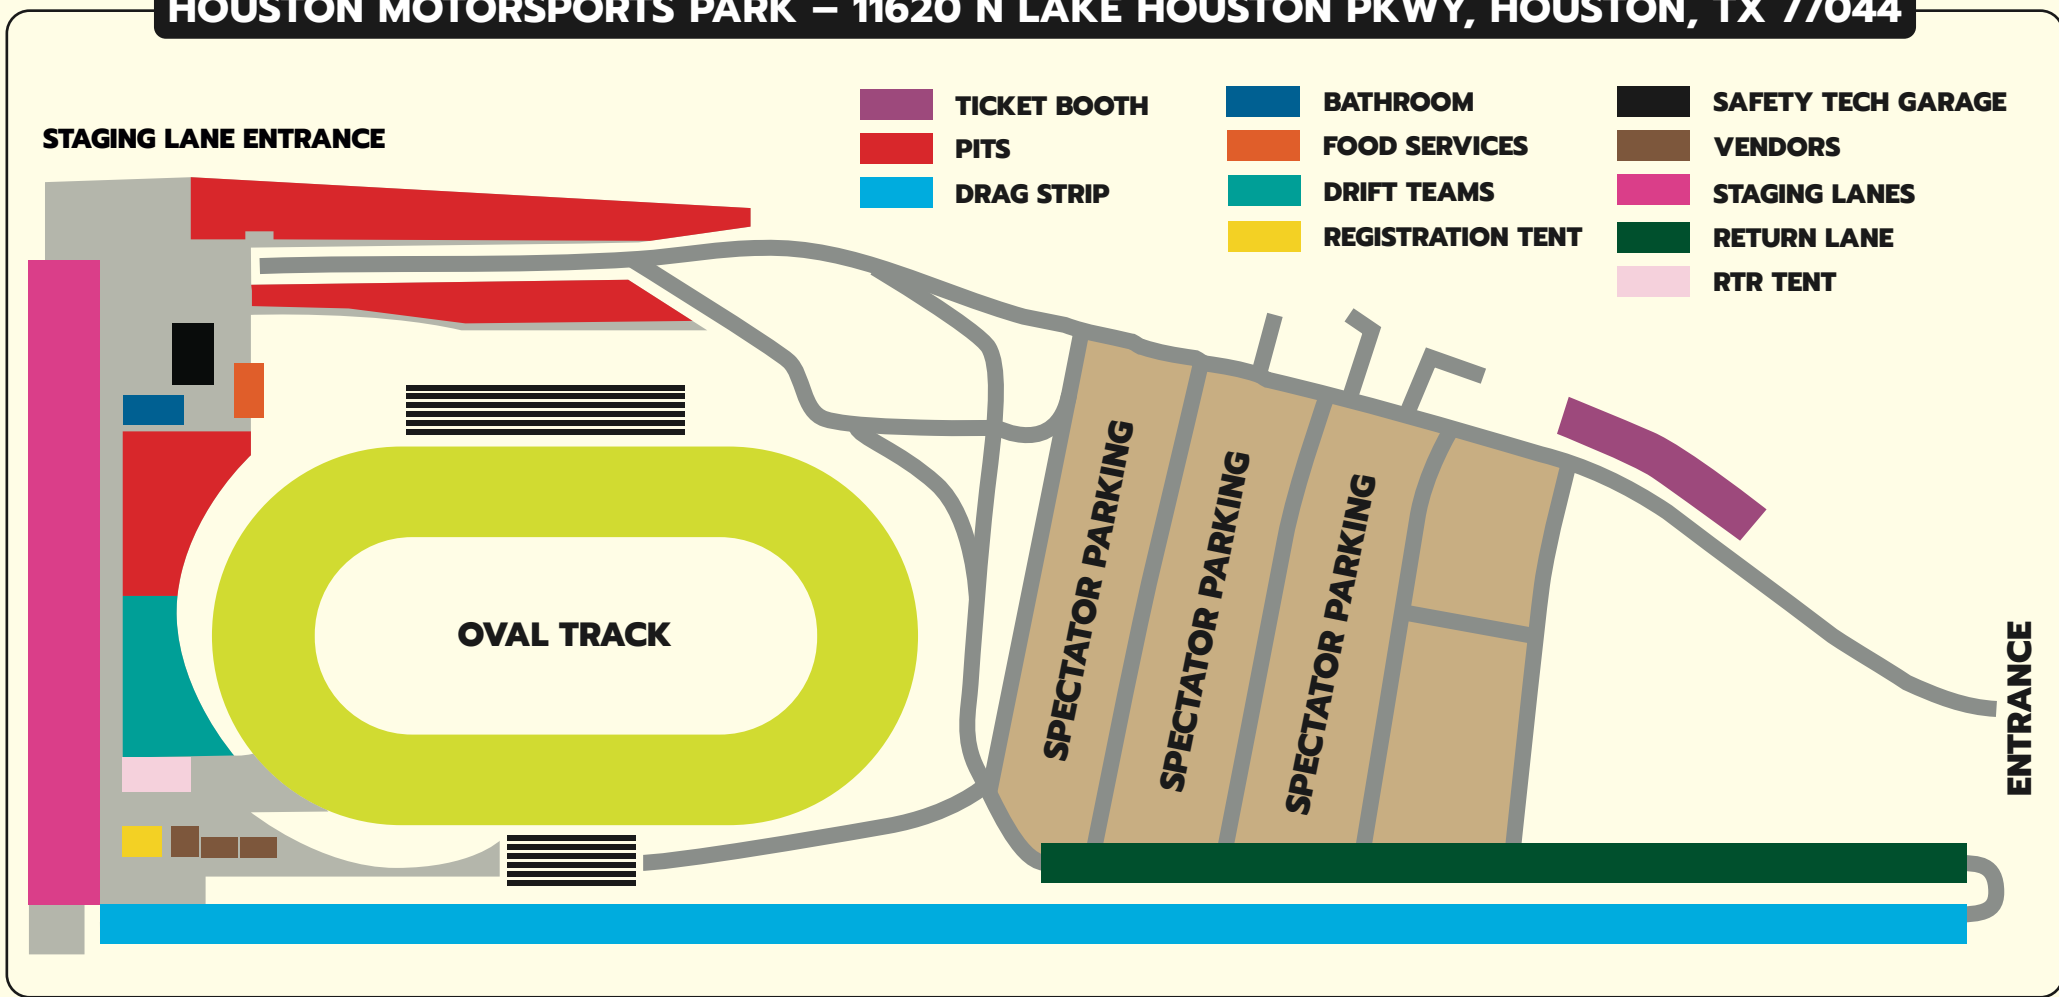 HOUSTON MOTORSPORTS PARK – 11620 N LAKE HOUSTON PKWY, HOUSTON, TX 77044
TICKET BOOTH
PITS
DRAG STRIP
BATHROOM
FOOD SERVICES
DRIFT TEAMS
REGISTRATION TENT
SAFETY TECH GARAGE
VENDORS
STAGING LANES
RETURN LANE
RTR TENT
STAGING LANE ENTRANCE
OVAL TRACK
SPECTATOR PARKING
SPECTATOR PARKING
SPECTATOR PARKING
ENTRANCE